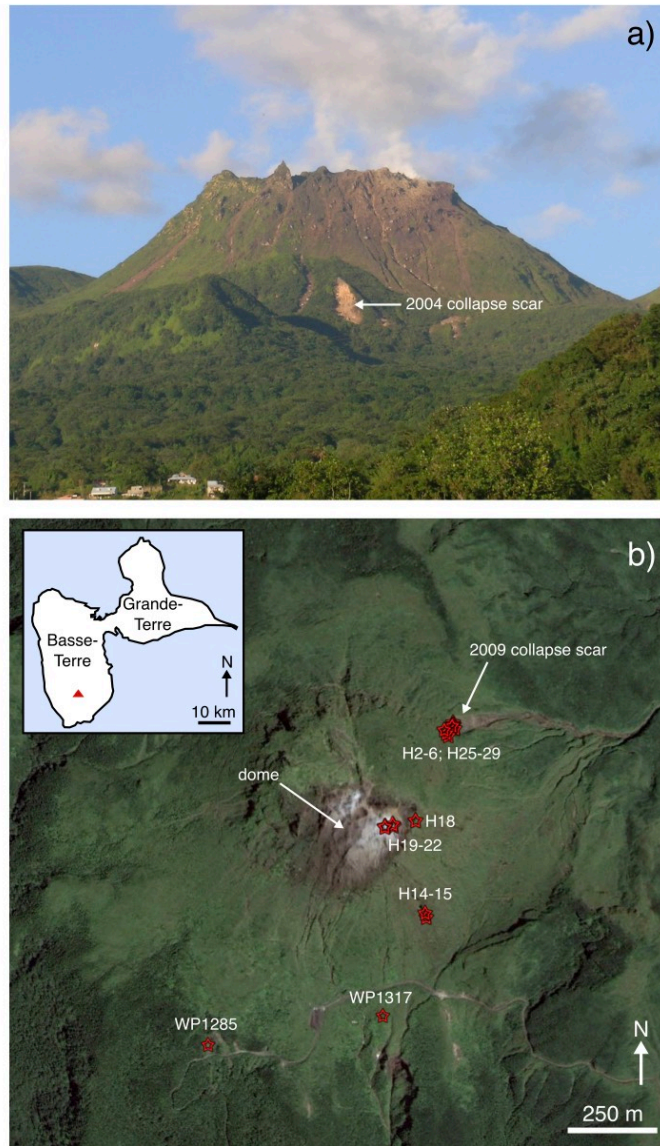 a)
2004 collapse scar
b)
Grande-
Terre
Basse-
Terre
N
10 km
2009 collapse scar
H2-6; H25-29
dome
H18
H19-22
H14-15
WP1317
WP1285
N
250 m